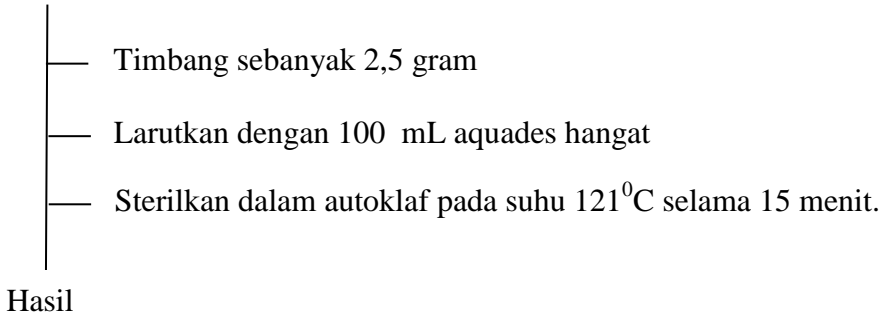 Timbang sebanyak 2,5 gram
Larutkan dengan 100  mL aquades hangat
Sterilkan dalam autoklaf pada suhu 121⁰C selama 15 menit.
Hasil